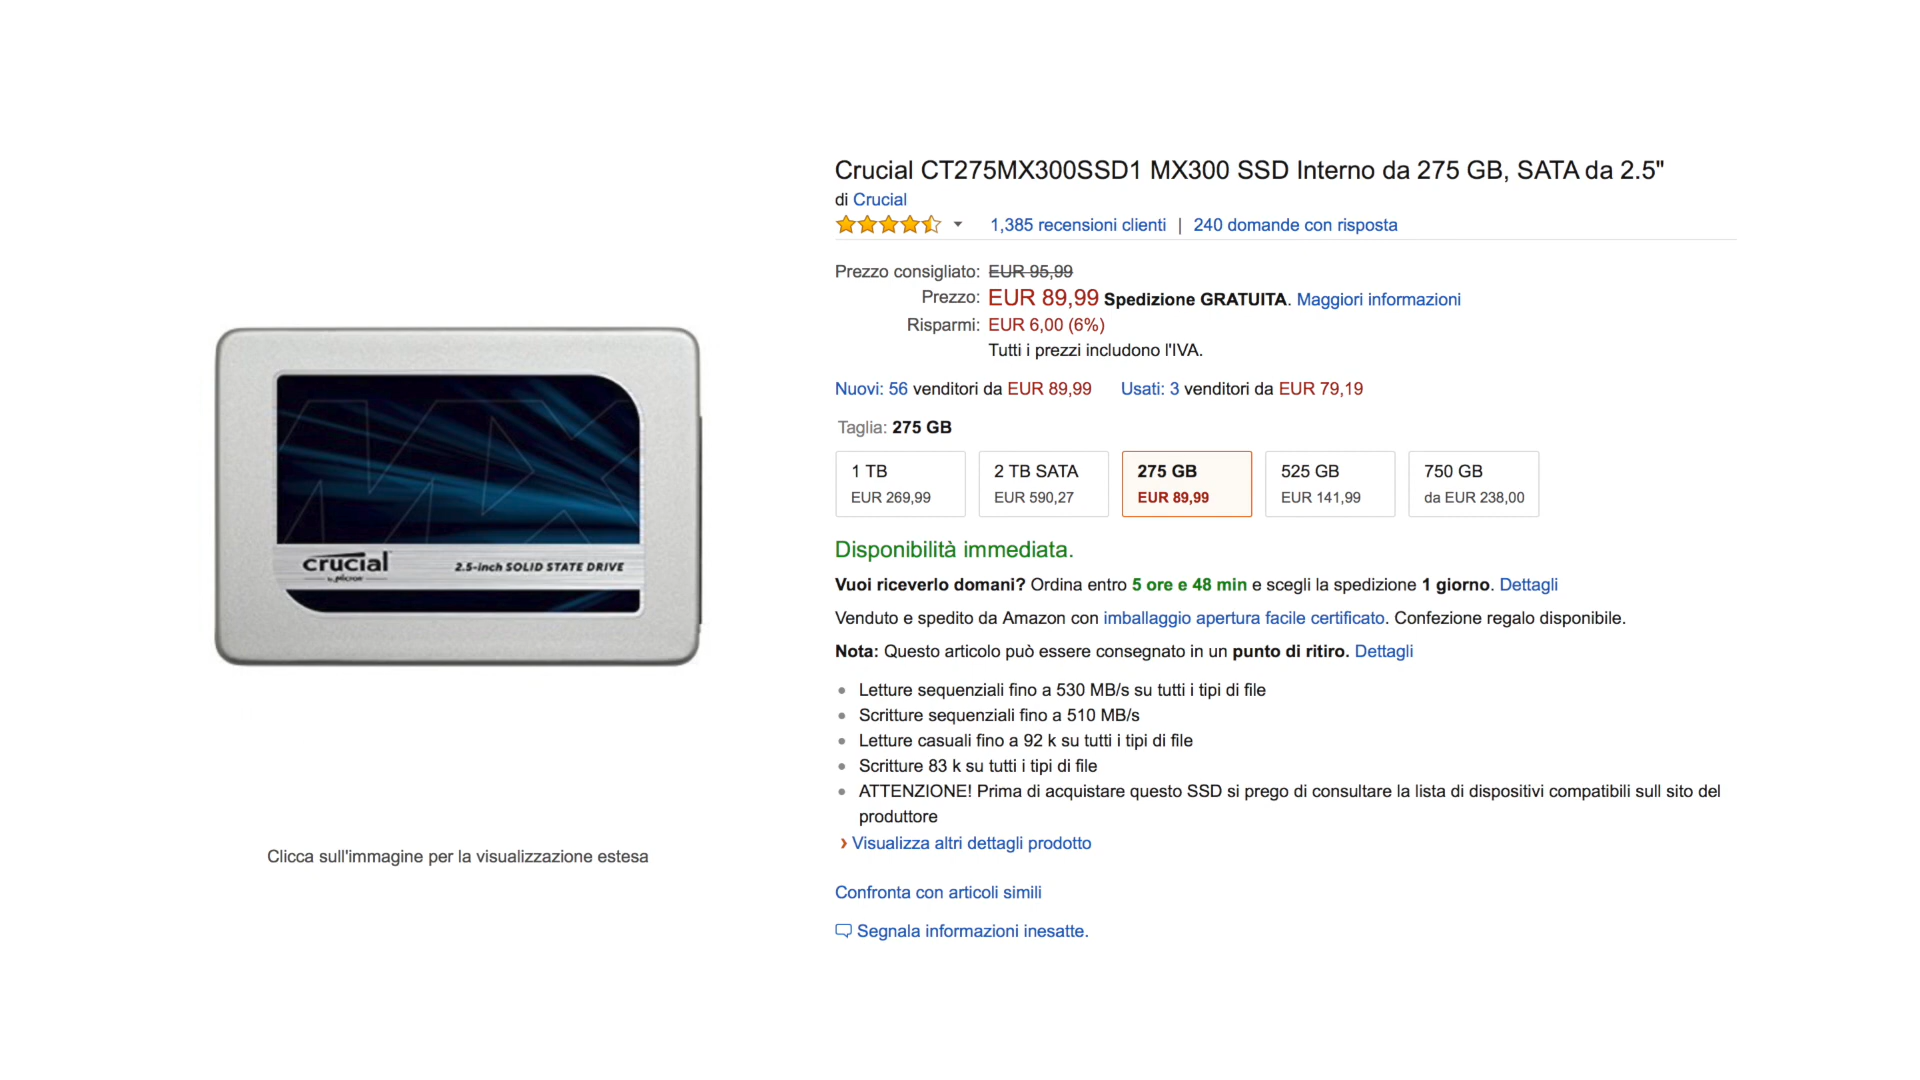 Crucial CT275MX300SSD1 MX300 SSD Interno da 275 GB, SATA da 2.5"
di Crucial
1,385 recensioni clienti | 240 domande con risposta
Prezzo consigliato: EUR 95,99
Prezzo: EUR 89,99 Spedizione GRATUITA. Maggiori informazioni
Risparmi: EUR 6,00 (6%)
Tutti i prezzi includono l'IVA.
Nuovi: 56 venditori da EUR 89,99 Usati: 3 venditori da EUR 79,19
Taglia: 275 GB
1 TB
EUR 269,99
2 TB SATA
EUR 590,27
275 GB
EUR 89,99
525 GB
EUR 141,99
750 GB
da EUR 238,00
Disponibilità immediata.
Vuoi riceverlo domani? Ordina entro 5 ore e 48 min e scegli la spedizione 1 giorno. Dettagli
Venduto e spedito da Amazon con imballaggio apertura facile certificato. Confezione regalo disponibile.
Nota: Questo articolo può essere consegnato in un punto di ritiro. Dettagli
Letture sequenziali fino a 530 MB/s su tutti i tipi di file
Scritture sequenziali fino a 510 MB/s
Letture casuali fino a 92 k su tutti i tipi di file
Scritture 83 k su tutti i tipi di file
ATTENZIONE! Prima di acquistare questo SSD si prego di consultare la lista di dispositivi compatibili sull sito del
produttore
Visualizza altri dettagli prodotto
Confronta con articoli simili
Segnala informazioni inesatte.
MX
crucial
by Micron
2.5-inch SOLID STATE DRIVE
Clicca sull'immagine per la visualizzazione estesa